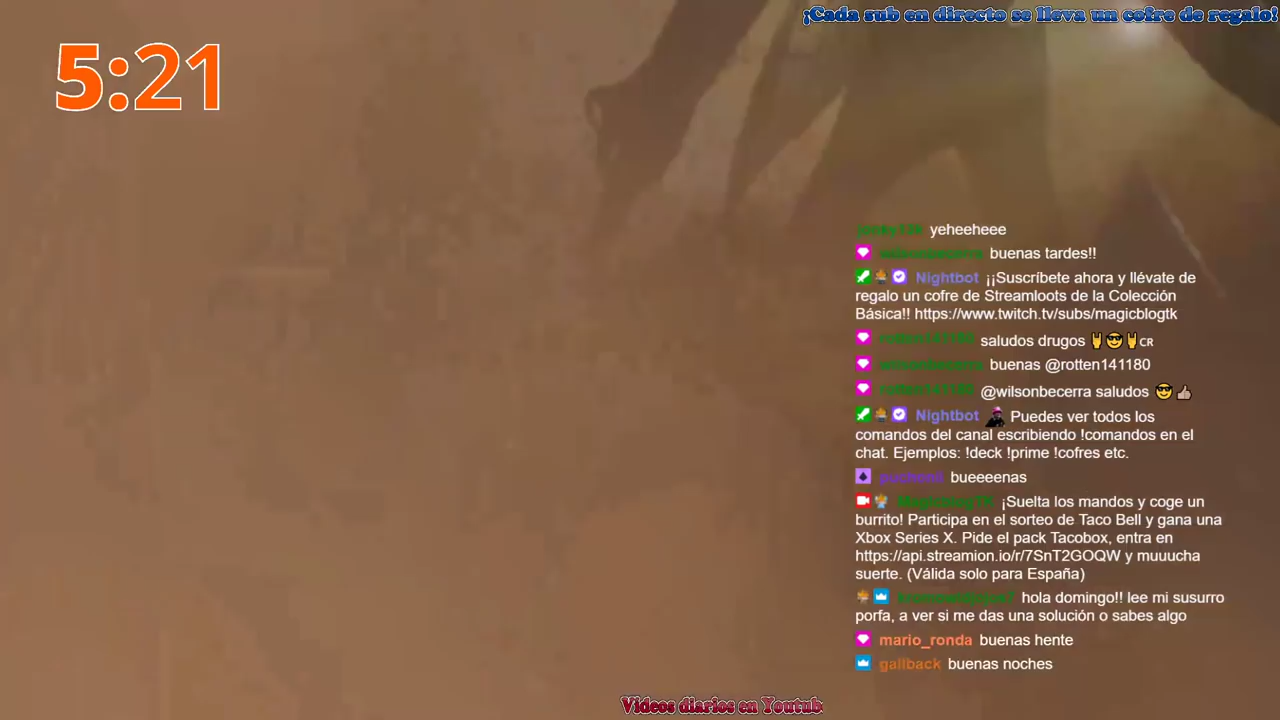 ¡Cada sub en directo se lleva un cofre de regalo!
5:21
yeheeheee
buenas tardes!!
Nightbot ¡¡Suscríbete ahora y llévate de
regalo un cofre de Streamloots de la Colección
Básica!! https://www.twitch.tv/subs/magicblogtk
rotten141180 saludos drugos 🤘😎🤘CR
wilsonbecerra buenas @rotten141180
rotten141180 @wilsonbecerra saludos 😎👍
Nightbot Puedes ver todos los
comandos del canal escribiendo !comandos en el
chat. Ejemplos: !deck !prime !cofres etc.
bueeeenas
¡Suelta los mandos y coge un
burrito! Participa en el sorteo de Taco Bell y gana una
Xbox Series X. Pide el pack Tacobox, entra en
https://api.streamion.io/r/7SnT2GOQW y muuucha
suerte. (Válida solo para España)
hola domingo!! lee mi susurro
porfa, a ver si me das una solución o sabes algo
mario_ronda buenas hente
gallback buenas noches
Videos diarios en Youtub